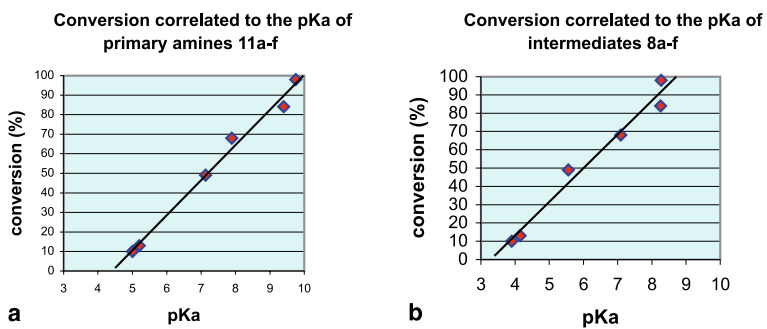 Conversion correlated to the pKa of
primary amines 11a-f
100
90
80
70
60
50
40
30
20
10
0
conversion (%)
3 4 5 6 7 8 9 10
pKa
a
Conversion correlated to the pKa of
intermediates 8a-f
100
90
80
70
60
50
40
30
20
10
0
conversion (%)
3 4 5 6 7 8 9 10
pKa
b